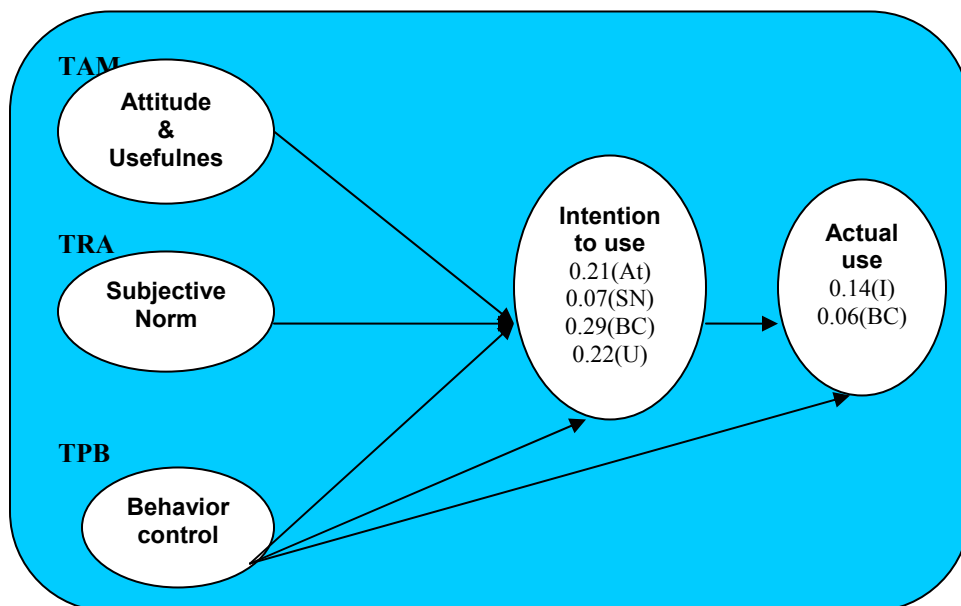 TAM
Attitude
&
Usefulnes
TRA
Subjective
Norm
TPB
Behavior
control
Intention
to use
0.21(At)
0.07(SN)
0.29(BC)
0.22(U)
Actual
use
0.14(I)
0.06(BC)